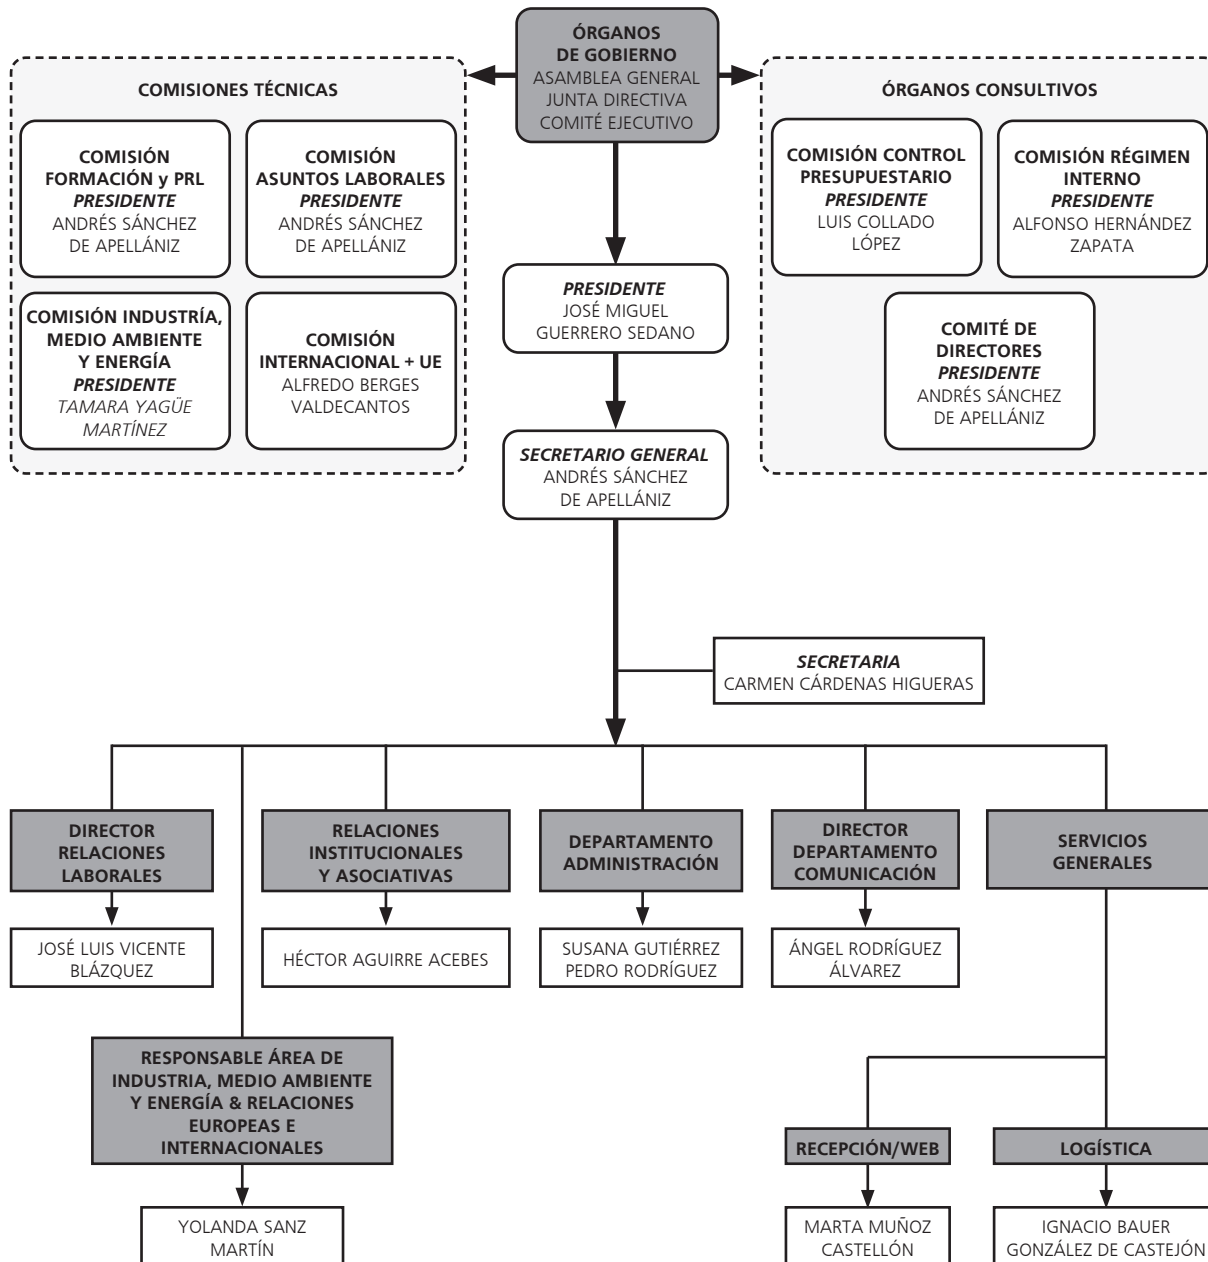 ÓRGANOS
DE GOBIERNO
ASAMBLEA GENERAL
JUNTA DIRECTIVA
COMITÉ EJECUTIVO
COMISIONES TÉCNICAS
COMISIÓN
FORMACIÓN y PRL
PRESIDENTE
ANDRÉS SÁNCHEZ
DE APELLÁNIZ
COMISIÓN
ASUNTOS LABORALES
PRESIDENTE
ANDRÉS SÁNCHEZ
DE APELLÁNIZ
COMISIÓN INDUSTRÍA,
MEDIO AMBIENTE
Y ENERGÍA
PRESIDENTE
TAMARA YAGÜE
MARTÍNEZ
COMISIÓN
INTERNACIONAL + UE
ALFREDO BERGES
VALDECANTOS
ÓRGANOS CONSULTIVOS
COMISIÓN CONTROL
PRESUPUESTARIO
PRESIDENTE
LUIS COLLADO
LÓPEZ
COMISIÓN RÉGIMEN
INTERNO
PRESIDENTE
ALFONSO HERNÁNDEZ
ZAPATA
COMITÉ DE
DIRECTORES
PRESIDENTE
ANDRÉS SÁNCHEZ
DE APELLÁNIZ
PRESIDENTE
JOSÉ MIGUEL
GUERRERO SEDANO
SECRETARIO GENERAL
ANDRÉS SÁNCHEZ
DE APELLÁNIZ
SECRETARIA
CARMEN CÁRDENAS HIGUERAS
DIRECTOR
RELACIONES
LABORALES
JOSÉ LUIS VICENTE
BLÁZQUEZ
RELACIONES
INSTITUCIONALES
Y ASOCIATIVAS
HÉCTOR AGUIRRE ACEBES
DEPARTAMENTO
ADMINISTRACIÓN
SUSANA GUTIÉRREZ
PEDRO RODRÍGUEZ
DIRECTOR
DEPARTAMENTO
COMUNICACIÓN
ÁNGEL RODRÍGUEZ
ÁLVAREZ
SERVICIOS
GENERALES
RESPONSABLE ÁREA DE
INDUSTRIA, MEDIO AMBIENTE
Y ENERGÍA & RELACIONES
EUROPEAS E
INTERNACIONALES
YOLANDA SANZ
MARTÍN
RECEPCIÓN/WEB
MARTA MUÑOZ
CASTELLÓN
LOGÍSTICA
IGNACIO BAUER
GONZÁLEZ DE CASTEJÓN